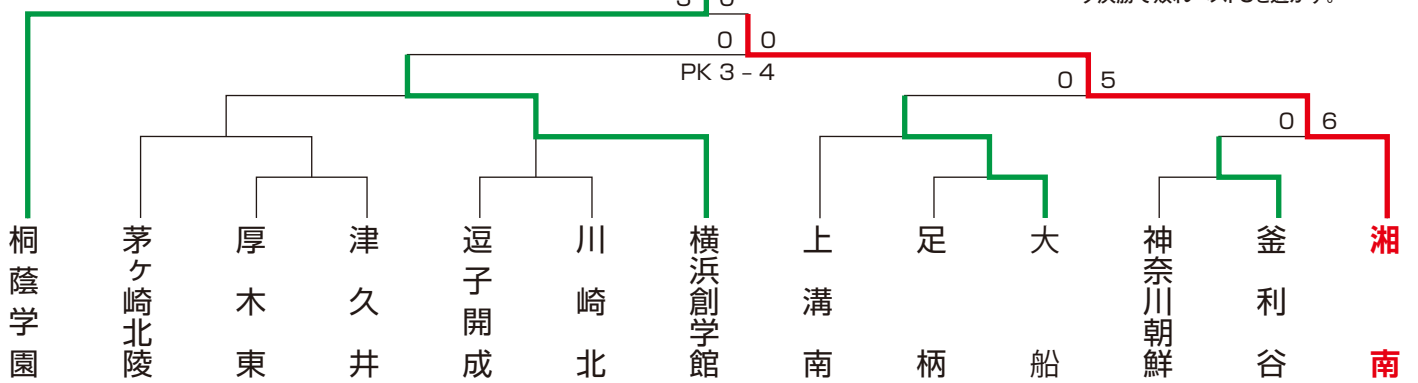 0 0
PK 3 – 4
0 5
0 6
桐蔭学園
茅ヶ崎北陵
厚木東
津久井
逗子開成
川崎北
横浜創学館
上溝南
足柄
大船
神奈川朝鮮
釜利谷
湘南